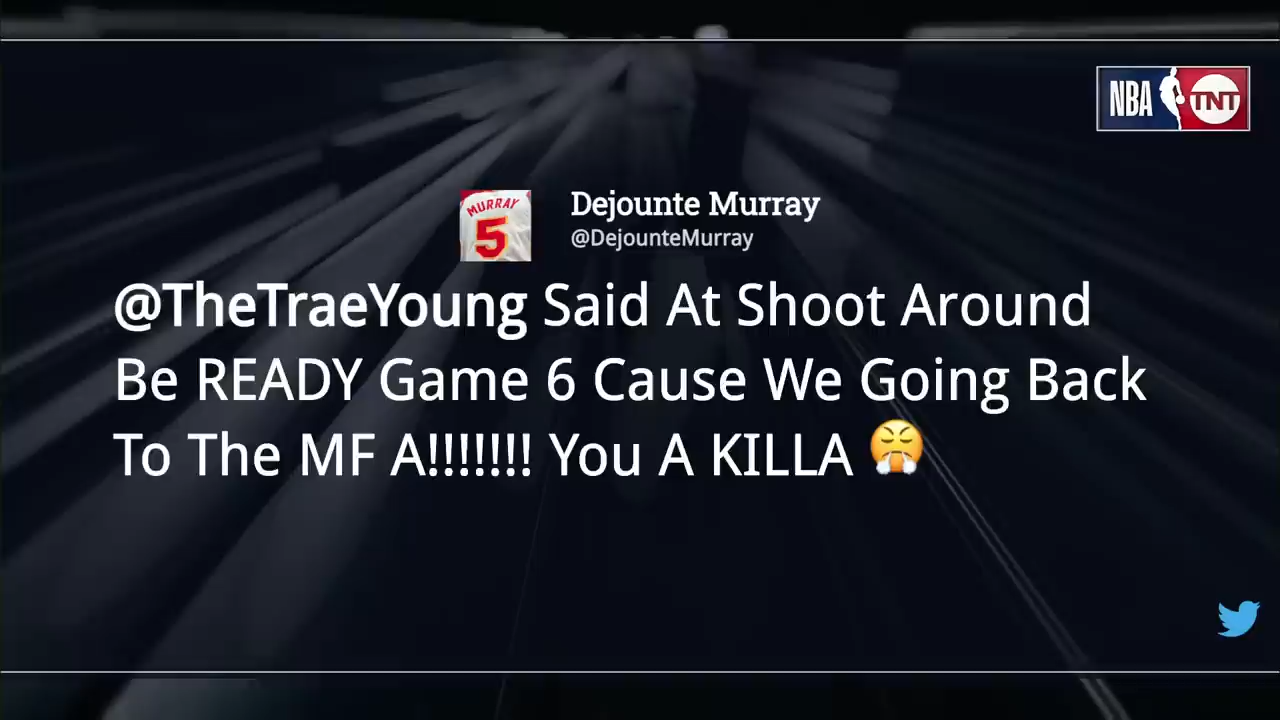 NBA TNT
MURRAY
5
Dejounte Murray
@DejounteMurray
@TheTraeYoung Said At Shoot Around
Be READY Game 6 Cause We Going Back
To The MF A!!!!!!! You A KILLA 😤